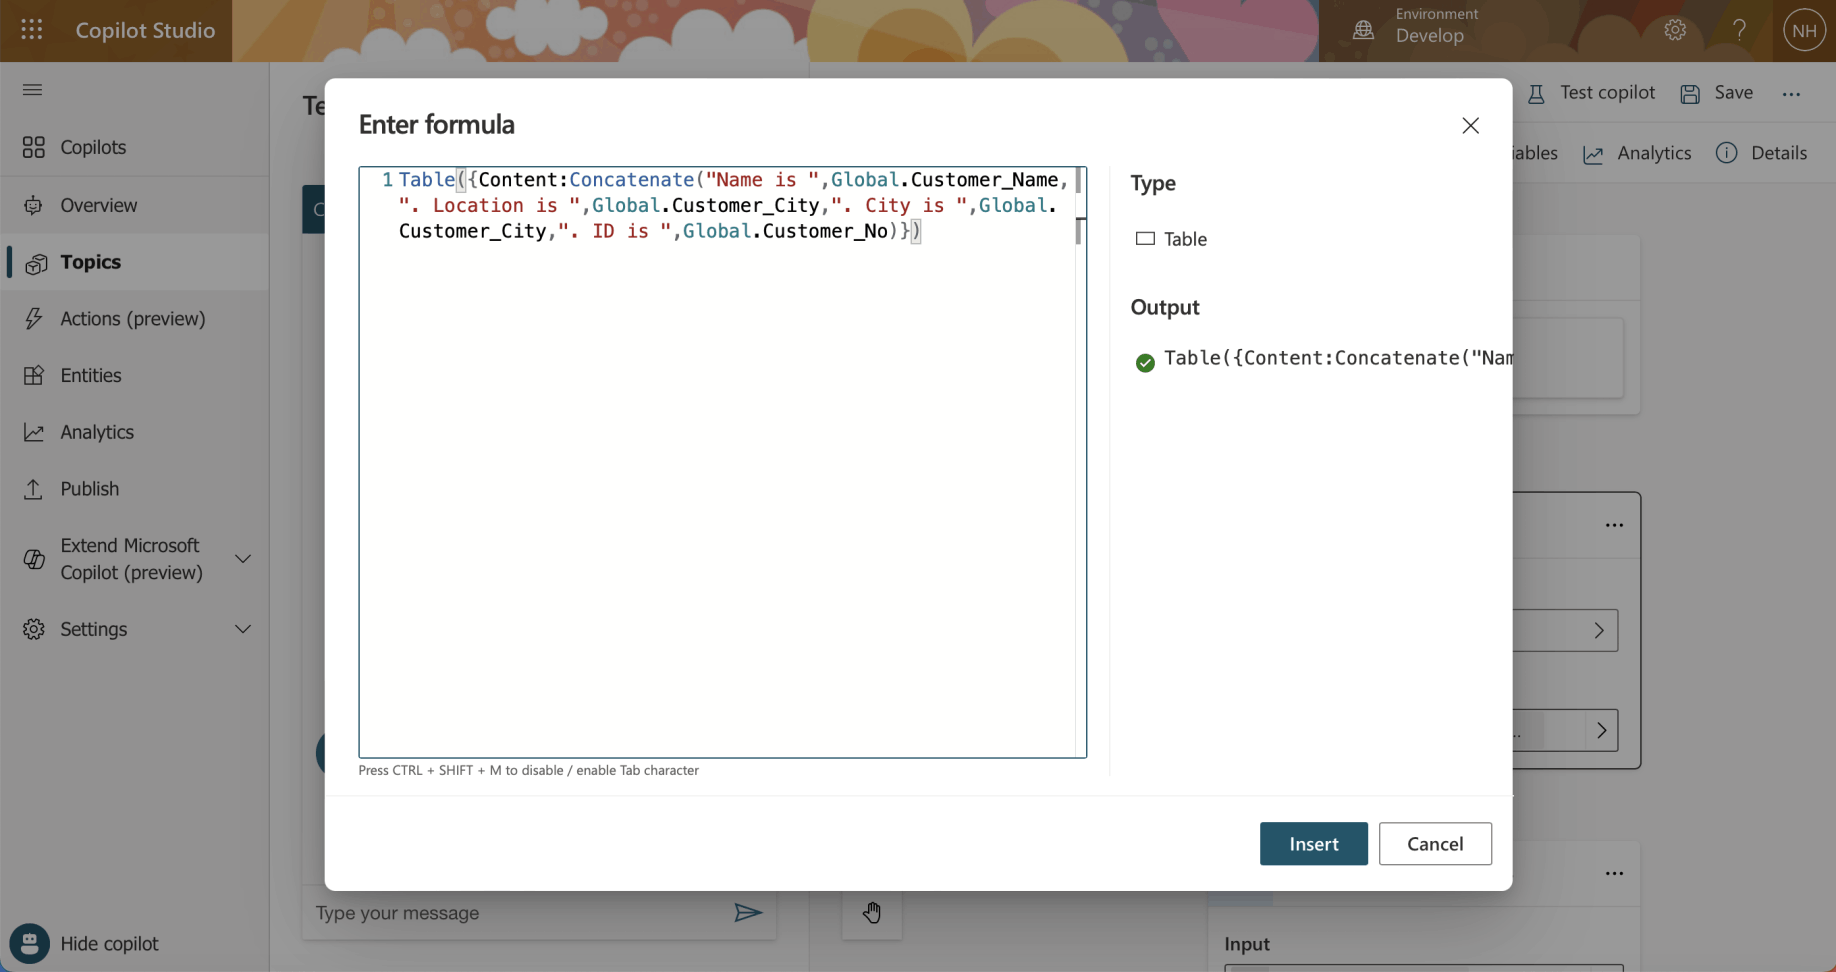 Copilot Studio
Environment
Develop
NH
Test copilot
Save
Copilots
Analytics
Details
Overview
Topics
Actions (preview)
Entities
Analytics
Publish
Extend Microsoft
Copilot (preview)
Settings
Hide copilot
Enter formula
1 Table({Content:Concatenate("Name is ",Global.Customer_Name,
". Location is ",Global.Customer_City,". City is ",Global.
Customer_City,". ID is ",Global.Customer_No)})
Press CTRL + SHIFT + M to disable / enable Tab character
Type
Table
Output
Table({Content:Concatenate("Nam
Insert
Cancel
Type your message
Input